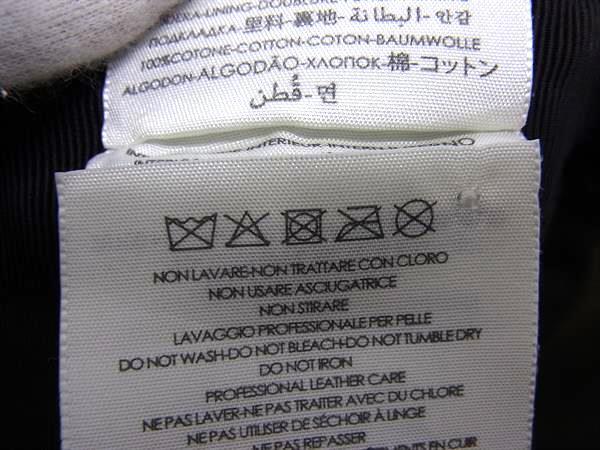 LINING-DOUBLURE
里料-裏地-البطانة-안감
ПОДКЛАДКА
100%COTONE-COTTON-COTON-BAUMWOLLE
ALGODON-ALGODÃO-ХЛОПОК-棉-コットン
قُطن-면
NON LAVARE-NON TRATTARE CON CLORO
NON USARE ASCIUGATRICE
NON STIRARE
LAVAGGIO PROFESSIONALE PER PELLE
DO NOT WASH-DO NOT BLEACH-DO NOT TUMBLE DRY
DO NOT IRON
PROFESSIONAL LEATHER CARE
NE PAS LAVER-NE PAS TRAITER AVEC DU CHLORE
NE PAS UTILISER DE SÉCHOIR À LINGE
NE PAS REPASSER
EN CUIR